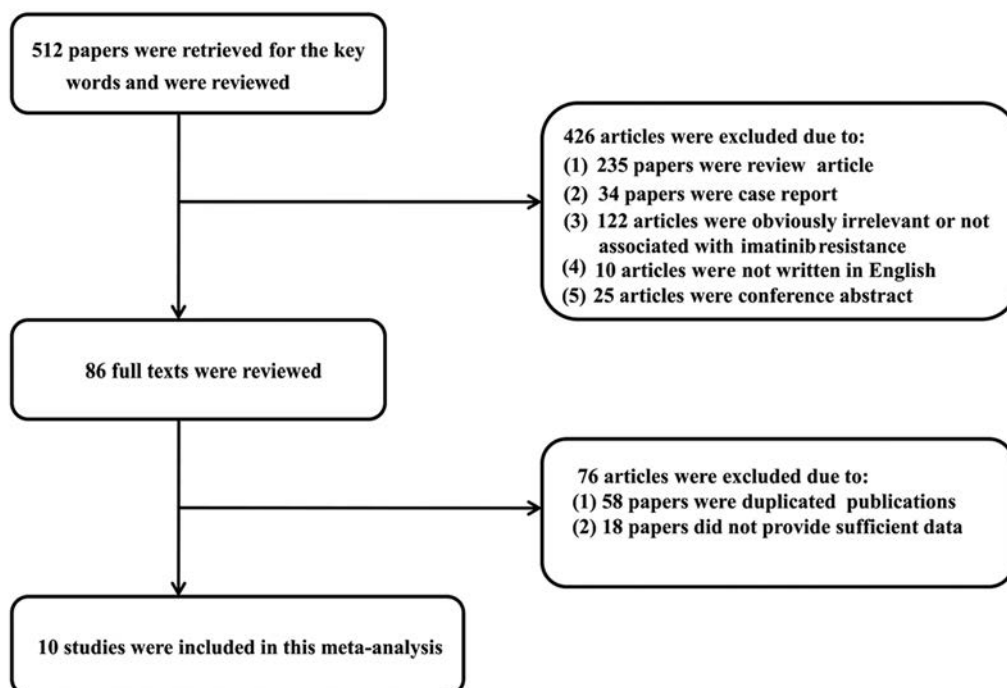 512 papers were retrieved for the key
words and were reviewed
426 articles were excluded due to:
(1) 235 papers were review article
(2) 34 papers were case report
(3) 122 articles were obviously irrelevant or not
associated with imatinib resistance
(4) 10 articles were not written in English
(5) 25 articles were conference abstract
86 full texts were reviewed
76 articles were excluded due to:
(1) 58 papers were duplicated publications
(2) 18 papers did not provide sufficient data
10 studies were included in this meta-analysis